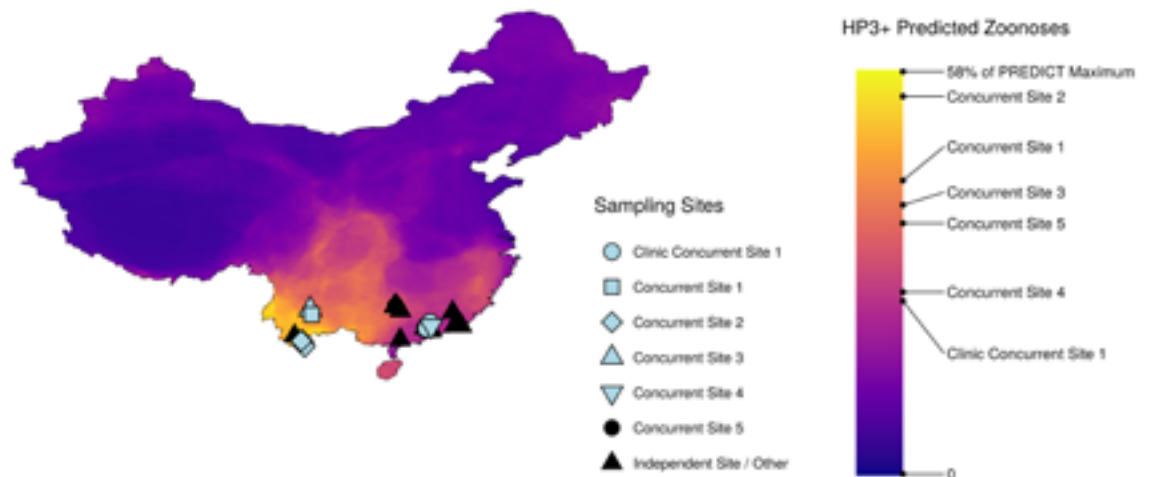 HP3+ Predicted Zoonoses
58% of PREDICT Maximum
Concurrent Site 2
Concurrent Site 1
Concurrent Site 3
Concurrent Site 5
Concurrent Site 4
Clinic Concurrent Site 1
0
Sampling Sites
Clinic Concurrent Site 1
Concurrent Site 1
Concurrent Site 2
Concurrent Site 3
Concurrent Site 4
Concurrent Site 5
Independent Site / Other